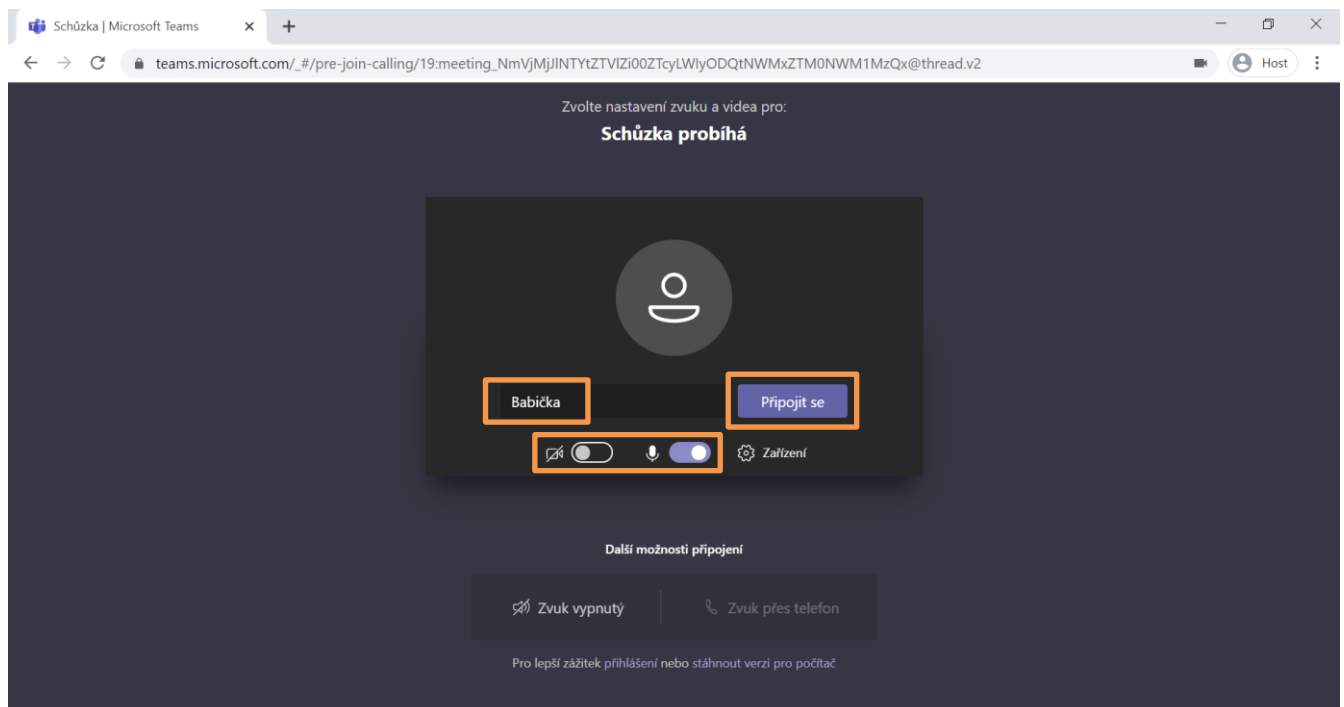 Schůzka | Microsoft Teams
teams.microsoft.com/_#/pre-join-calling/19:meeting_NmVjMjJlNTYtZTVlZi00ZTcyLWIyODQtNWMxZTM0NWM1MzQx@thread.v2
Host
Zvolte nastavení zvuku a videa pro:
Schůzka probíhá
Babička
Připojit se
Zařízení
Další možnosti připojení
Zvuk vypnutý
Zvuk přes telefon
Pro lepší zážitek přihlášení nebo stáhnout verzi pro počítač